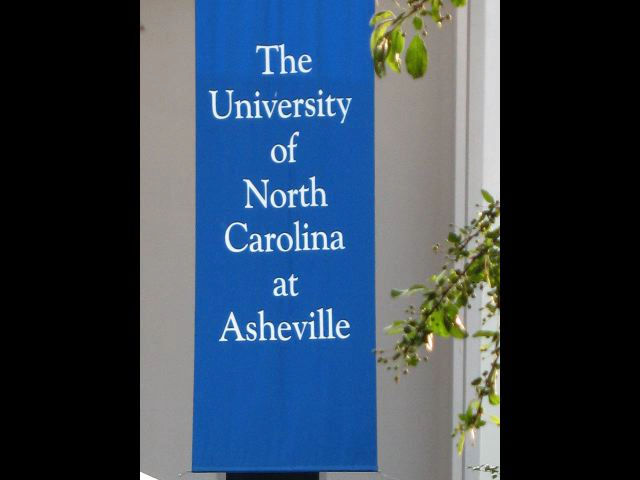 The
University
of
North
Carolina
at
Asheville